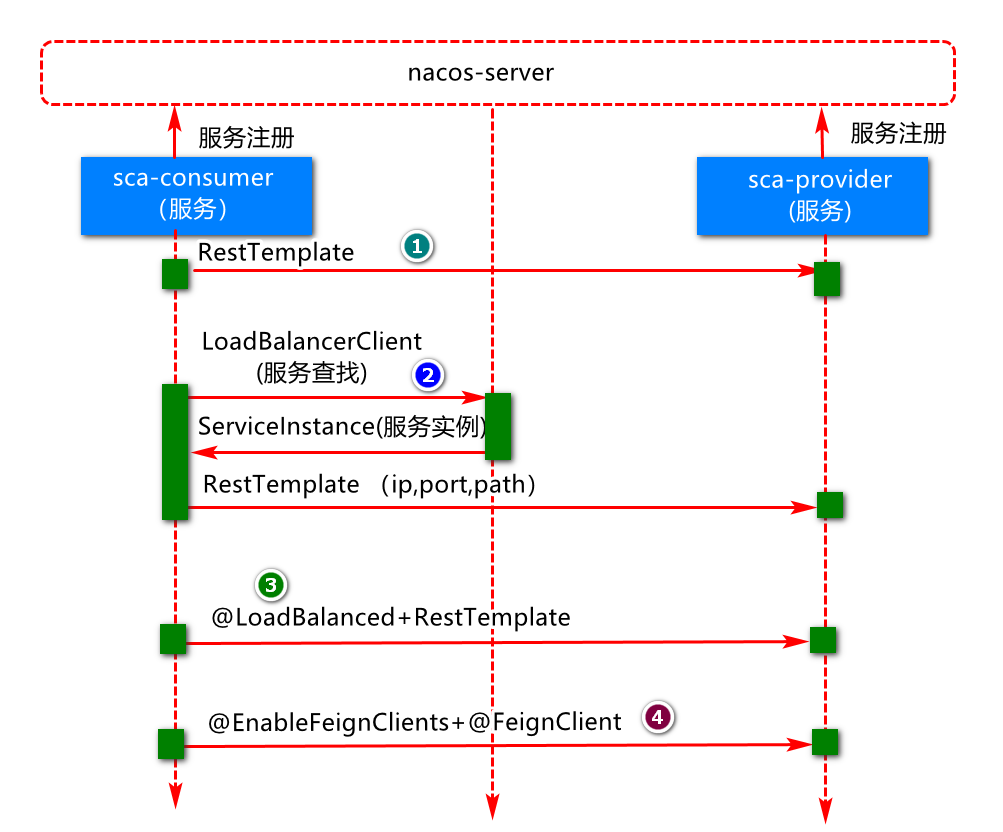 nacos-server
服务注册
服务注册
sca-consumer
（服务）
sca-provider
(服务)
RestTemplate
1
LoadBalancerClient
(服务查找)
2
ServiceInstance(服务实例)
RestTemplate （ip,port,path）
3
@LoadBalanced+RestTemplate
@EnableFeignClients+@FeignClient
4